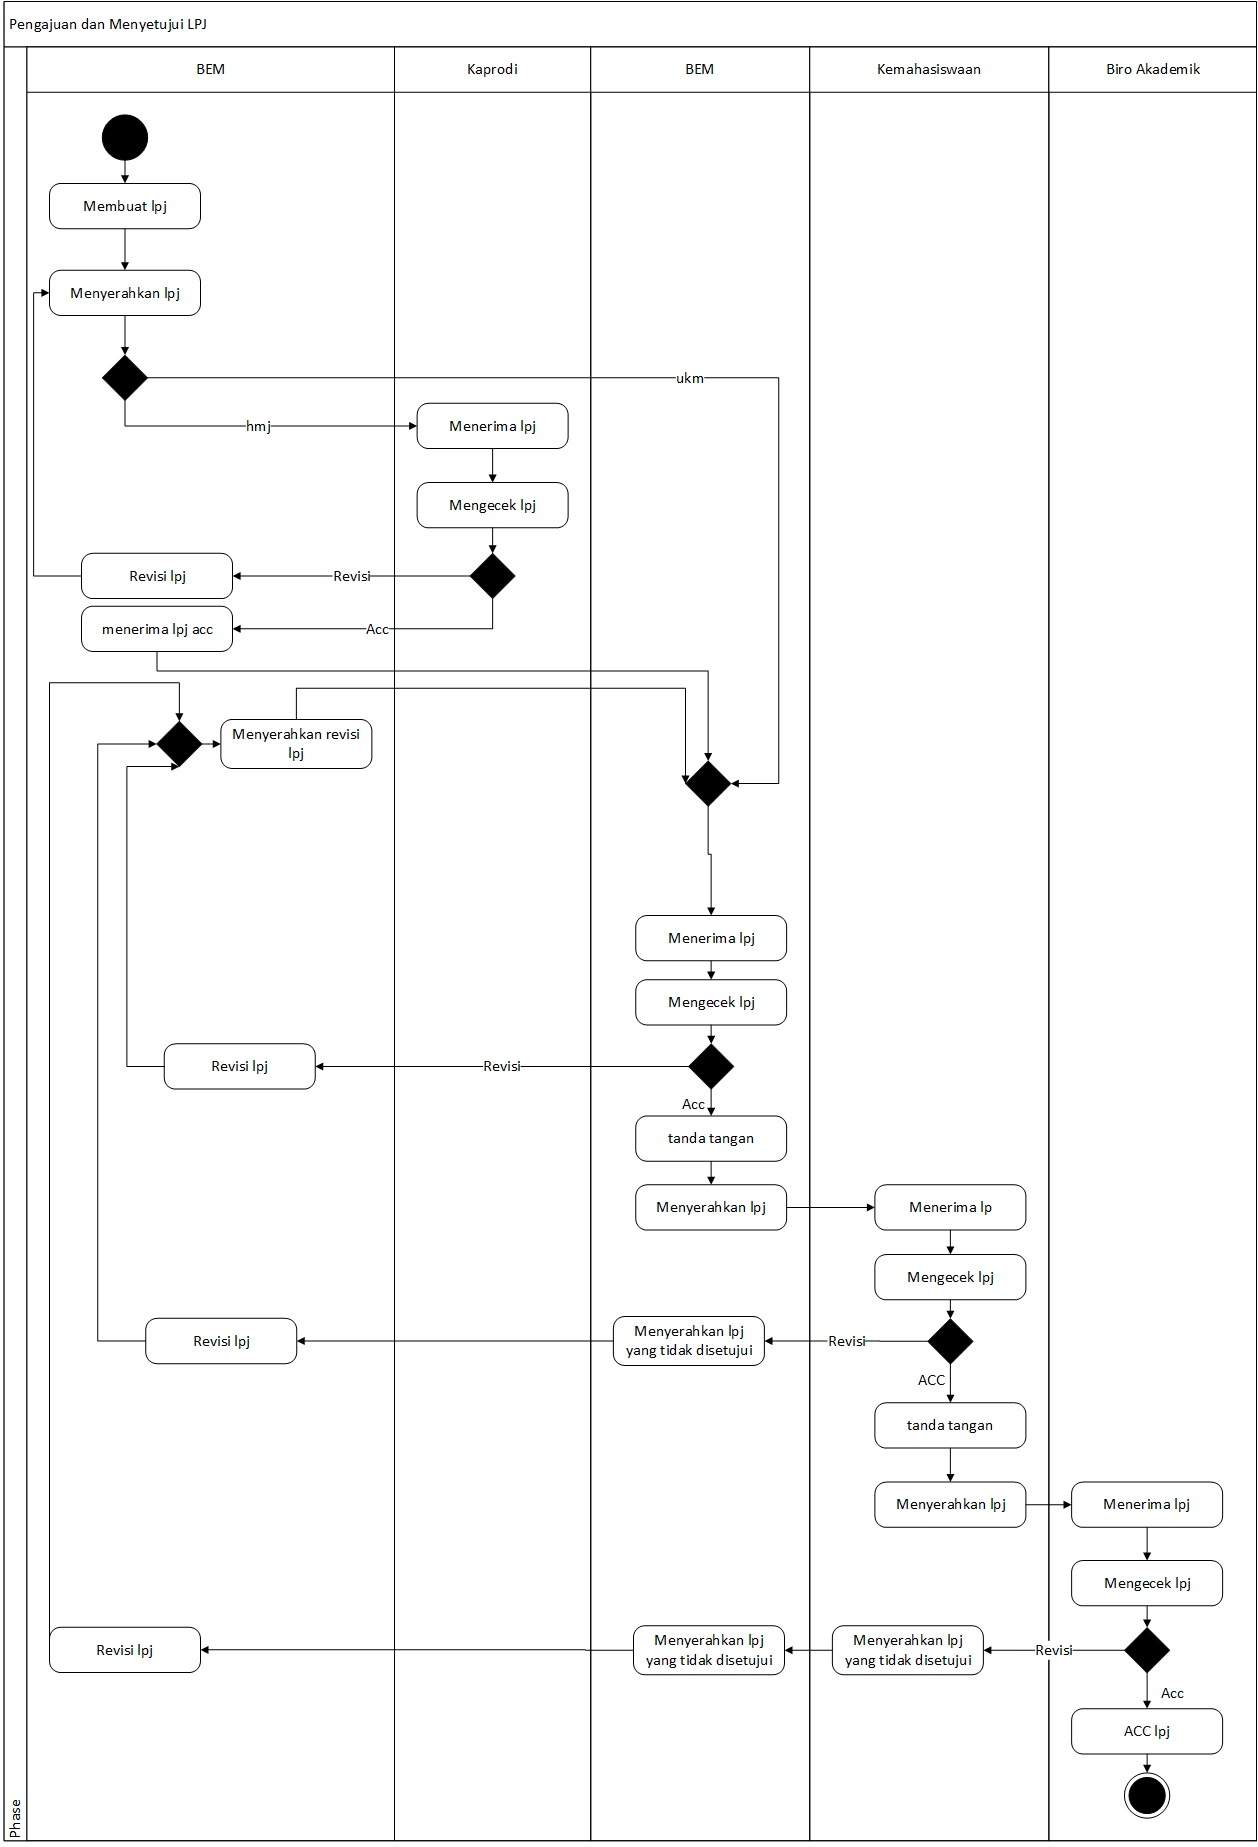 Pengajuan dan Menyetujui LPJ
BEM
Kaprodi
BEM
Kemahasiswaan
Biro Akademik
Membuat lpj
Menyerahkan lpj
ukm
hmj
Menerima lpj
Mengecek lpj
Revisi lpj
Revisi
menerima lpj acc
Acc
Menyerahkan revisi
lpj
Menerima lpj
Mengecek lpj
Revisi lpj
Revisi
Acc
tanda tangan
Menyerahkan lpj
Menerima lp
Mengecek lpj
Revisi lpj
Menyerahkan lpj
yang tidak disetujui
Revisi
ACC
tanda tangan
Menyerahkan lpj
Menerima lpj
Mengecek lpj
Revisi lpj
Menyerahkan lpj
yang tidak disetujui
Menyerahkan lpj
yang tidak disetujui
Revisi
Acc
ACC lpj
Phase